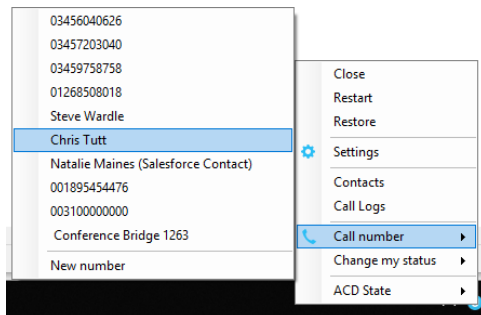 03456040626
03457203040
03459758758
01268508018
Steve Wardle
Chris Tutt
Natalie Maines (Salesforce Contact)
001895454476
003100000000
Conference Bridge 1263
New number
Close
Restart
Restore
Settings
Contacts
Call Logs
Call number
Change my status
ACD State